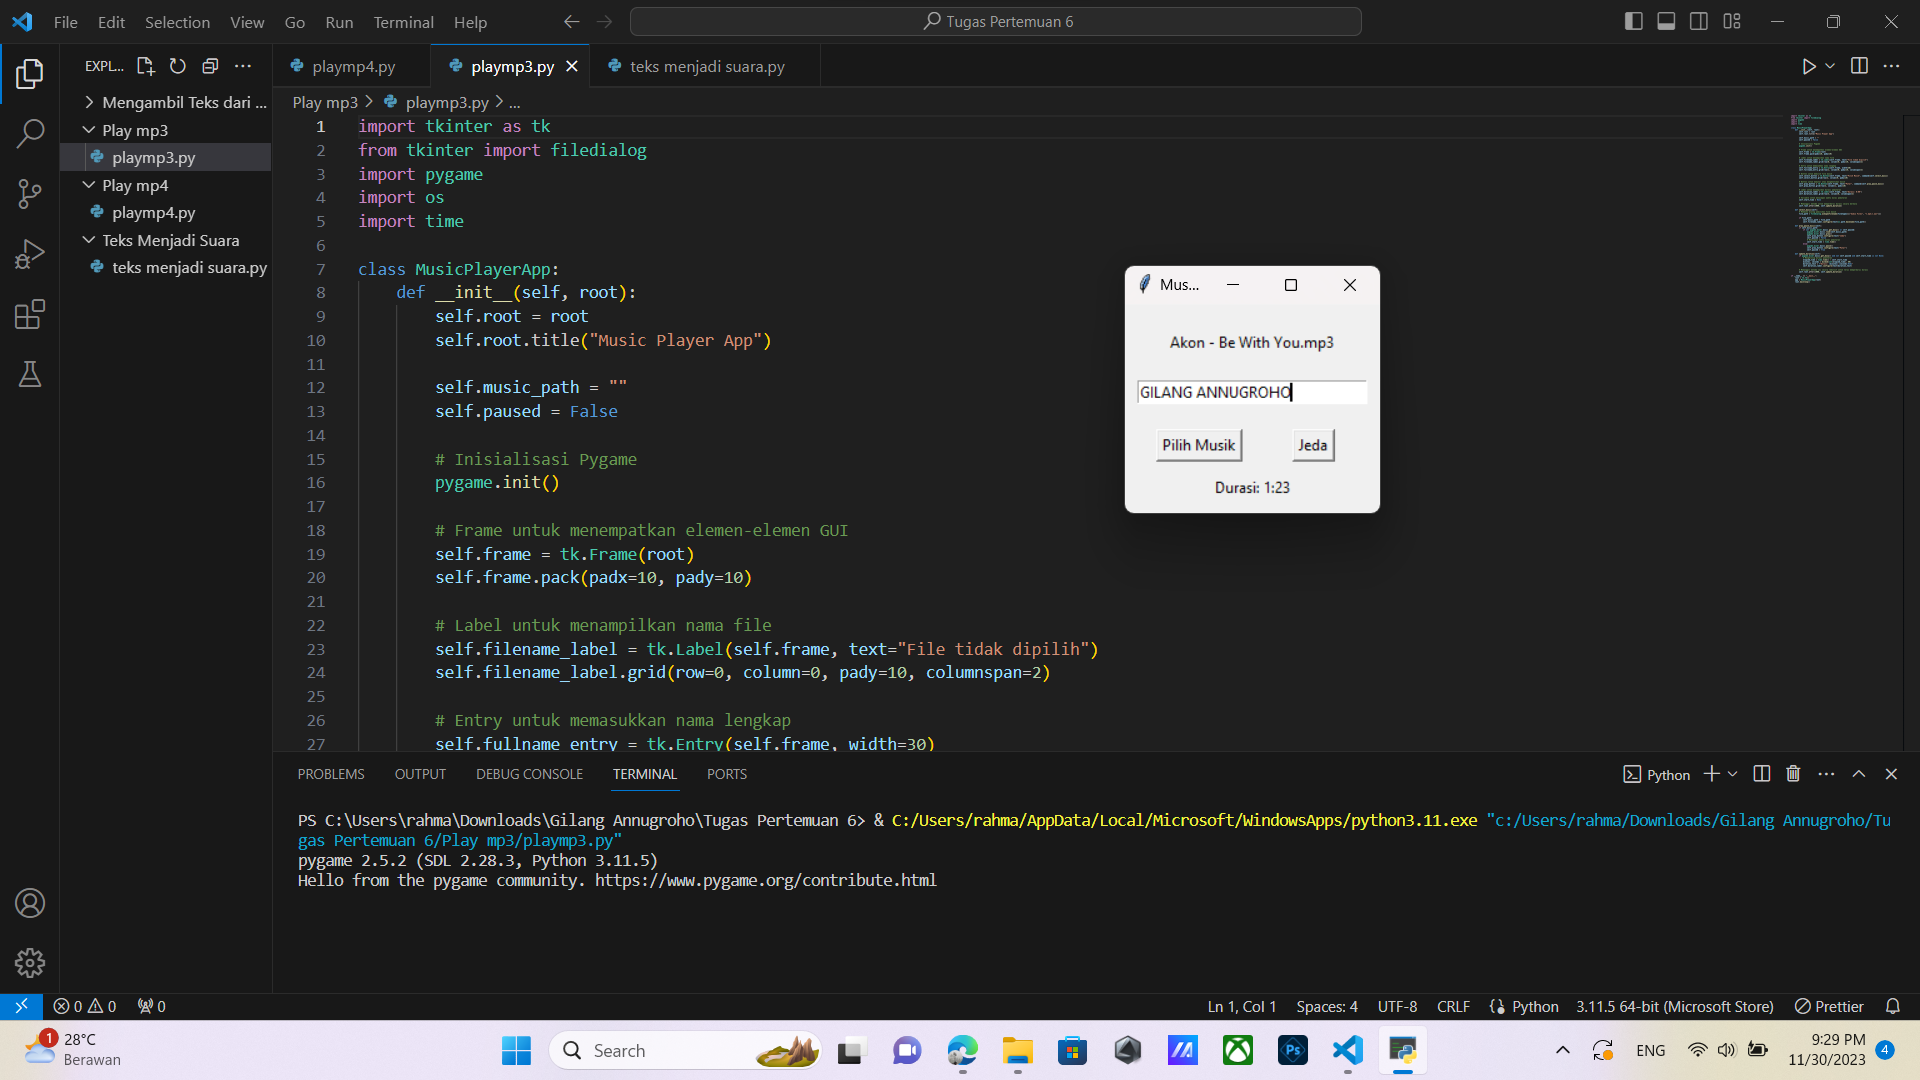 File Edit Selection View Go Run Terminal Help
Tugas Pertemuan 6
EXPL...
playmp4.py
playmp3.py
teks menjadi suara.py
Mengambil Teks dari ...
Play mp3
playmp3.py
Play mp4
playmp4.py
Teks Menjadi Suara
teks menjadi suara.py
Play mp3 > playmp3.py > ...
1 import tkinter as tk
2 from tkinter import filedialog
3 import pygame
4 import os
5 import time
6
7 class MusicPlayerApp:
8 def __init__(self, root):
9 self.root = root
10 self.root.title("Music Player App")
11
12 self.music_path = ""
13 self.paused = False
14
15 # Inisialisasi Pygame
16 pygame.init()
17
18 # Frame untuk menempatkan elemen-elemen GUI
19 self.frame = tk.Frame(root)
20 self.frame.pack(padx=10, pady=10)
21
22 # Label untuk menampilkan nama file
23 self.filename_label = tk.Label(self.frame, text="File tidak dipilih")
24 self.filename_label.grid(row=0, column=0, pady=10, columnspan=2)
25
26 # Entry untuk memasukkan nama lengkap
27 self.fullname_entry = tk.Entry(self.frame, width=30)
Mus...
Akon - Be With You.mp3
GILANG ANNUGROHO
Pilih Musik Jeda
Durasi: 1:23
PROBLEMS OUTPUT DEBUG CONSOLE TERMINAL PORTS
Python
PS C:\Users\rahma\Downloads\Gilang Annugroho\Tugas Pertemuan 6> & C:/Users/rahma/AppData/Local/Microsoft/WindowsApps/python3.11.exe "c:/Users/rahma/Downloads/Gilang Annugroho/Tu
gas Pertemuan 6/Play mp3/playmp3.py"
pygame 2.5.2 (SDL 2.28.3, Python 3.11.5)
Hello from the pygame community. https://www.pygame.org/contribute.html
0 0 0
Ln 1, Col 1 Spaces: 4 UTF-8 CRLF Python 3.11.5 64-bit (Microsoft Store) Prettier
1
28°C
Berawan
Search
Ps
ENG
9:29 PM
11/30/2023
4